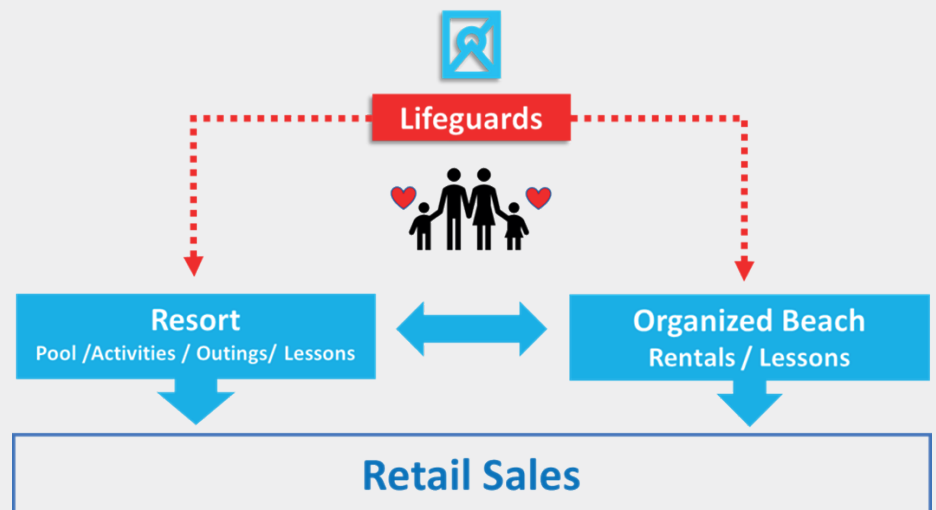 Lifeguards
Resort
Pool /Activities / Outings/ Lessons
Organized Beach
Rentals / Lessons
Retail Sales